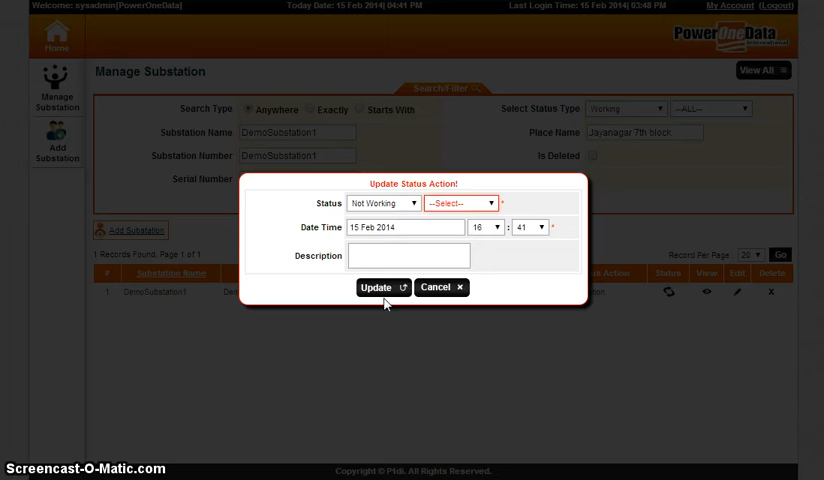 Welcome: sysadmin[PowerOneData] Today Date: 15 Feb 2014| 04:41 PM Last Login Time: 15 Feb 2014| 03:48 PM My Account (Logout)
Home
PowerOneData
International
Manage Substation
View All
Manage Substation
Add Substation
Search/Filter
Search Type Anywhere Exactly Starts With
Select Status Type Working --ALL--
Substation Name DemoSubstation1
Place Name Jayanagar 7th block
Substation Number DemoSubstation1
Is Deleted
Serial Number
Update Status Action!
Status Not Working --Select-- *
Date Time 15 Feb 2014 16 : 41 *
Description
Update Cancel x
Add Substation
1 Records Found, Page 1 of 1
Record Per Page : 20 Go
# Substation Name Status View Edit Delete
1 DemoSubstation1 X
Copyright © P1di. All Rights Reserved.
Screencast-O-Matic.com